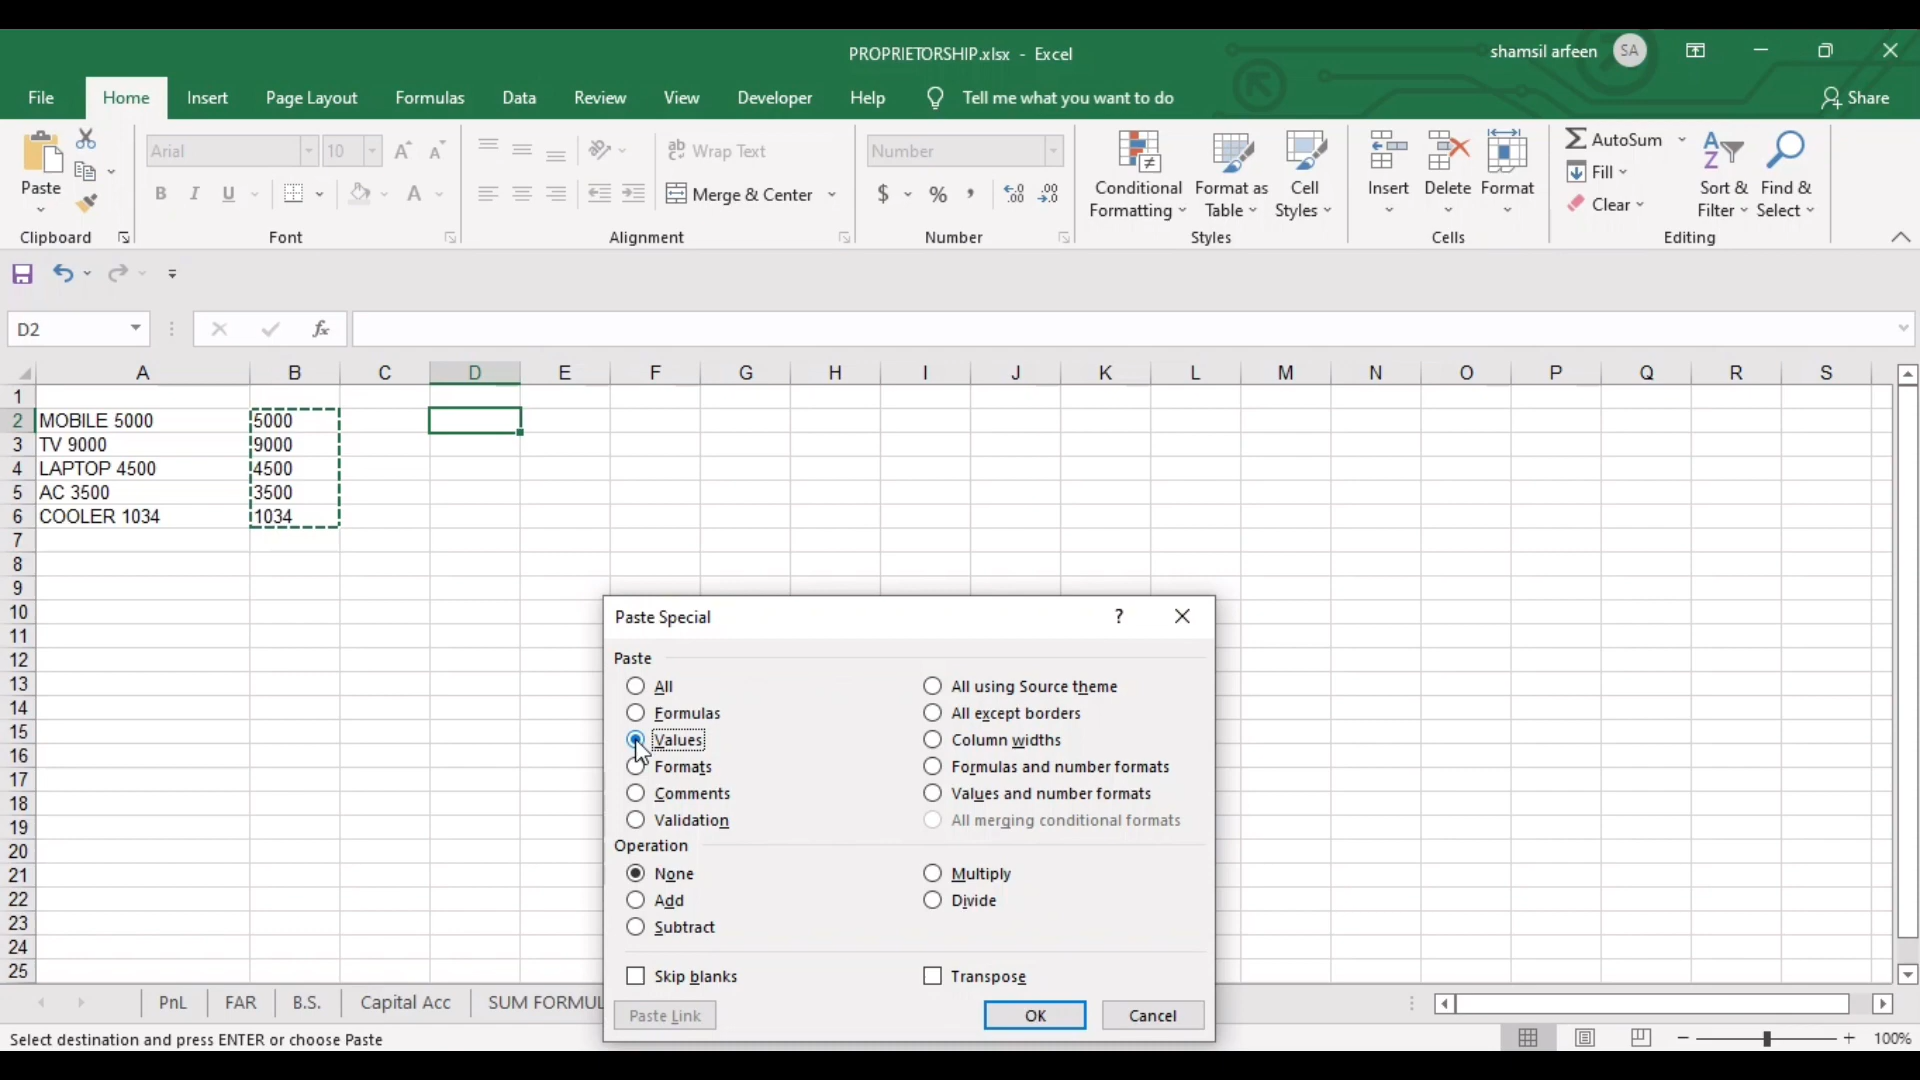 PROPRIETORSHIP.xlsx - Excel
shamsil arfeen SA
File Home Insert Page Layout Formulas Data Review View Developer Help Tell me what you want to do Share
Paste
Clipboard
Arial 10
B I U A
Font
ab Wrap Text
Merge & Center
Alignment
Number
$ % , .00 .00
Number
Conditional Formatting
Format as Table
Cell Styles
Styles
Insert Delete Format
Cells
AutoSum
Fill
Clear
Sort & Filter
Find & Select
Editing
D2 fx
A B C D E F G H I J K L M N O P Q R S
1
2 MOBILE 5000 5000
3 TV 9000 9000
4 LAPTOP 4500 4500
5 AC 3500 3500
6 COOLER 1034 1034
7
8
9
10
11
12
13
14
15
16
17
18
19
20
21
22
23
24
25
Paste Special ?
Paste
All All using Source theme
Formulas All except borders
Values Column widths
Formats Formulas and number formats
Comments Values and number formats
Validation All merging conditional formats
Operation
None Multiply
Add Divide
Subtract
Skip blanks Transpose
Paste Link OK Cancel
PnL FAR B.S. Capital Acc SUM FORMUL
Select destination and press ENTER or choose Paste 100%